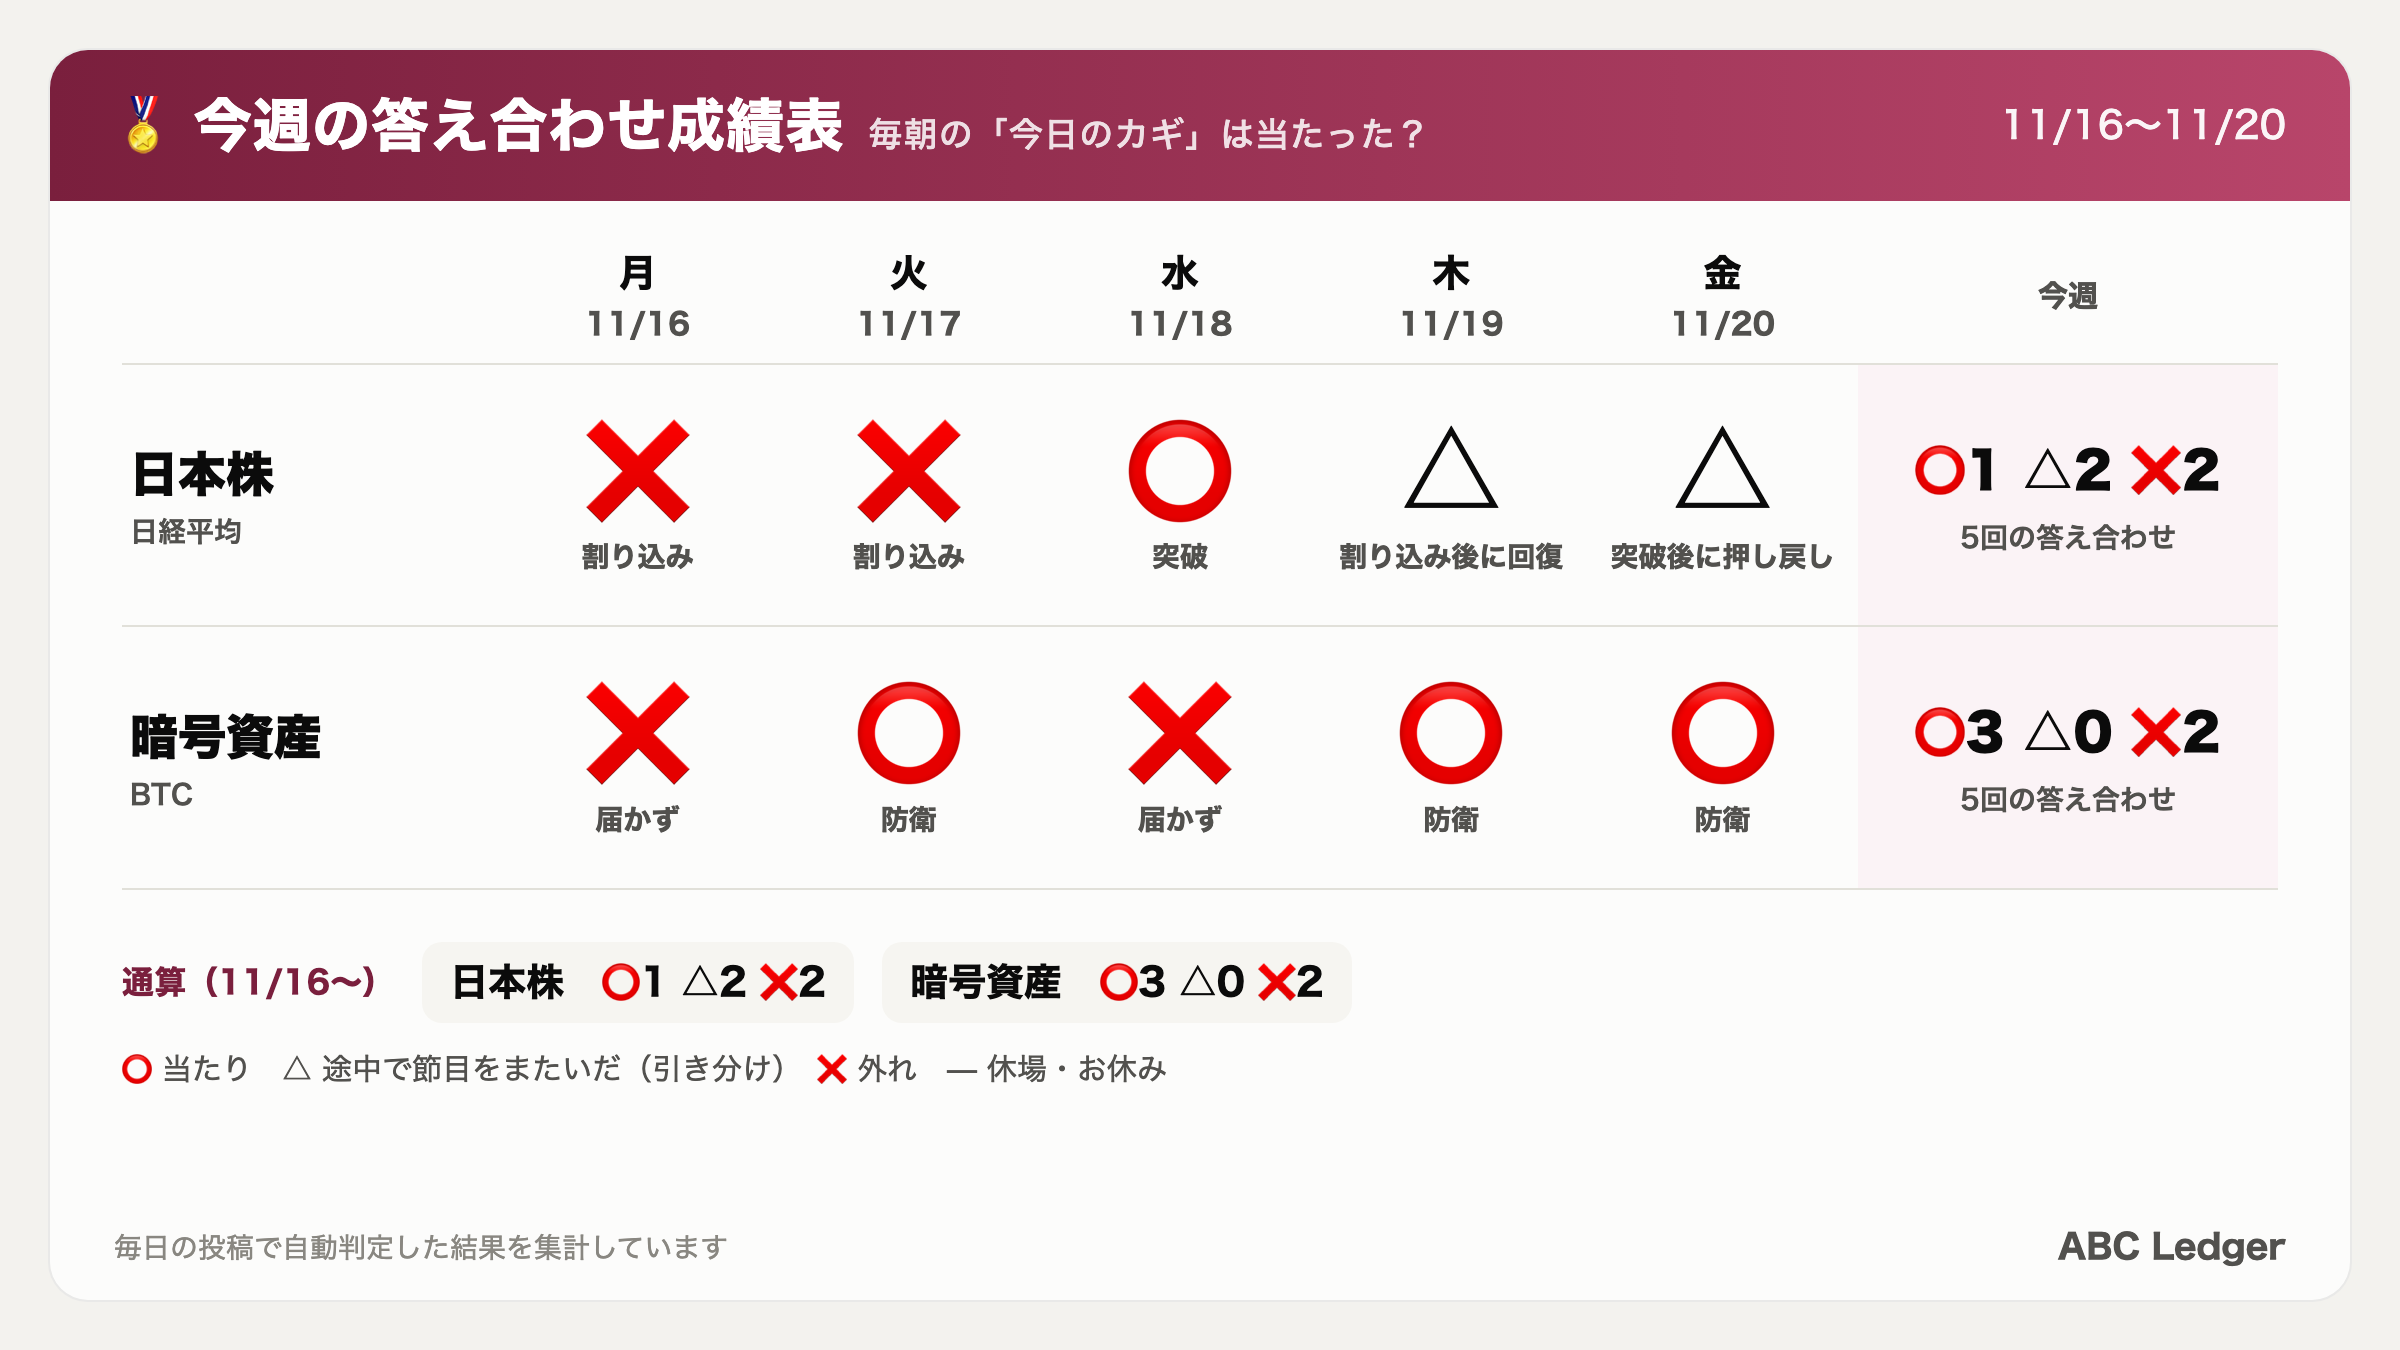 🏅 今週の答え合わせ成績表 毎朝の「今日のカギ」は当たった？ 11/16〜11/20
月 火 水 木 金 今週
11/16 11/17 11/18 11/19 11/20
日本株
日経平均
❌ ❌ ⭕ △ △
割り込み 割り込み 突破 割り込み後に回復 突破後に押し戻し
⭕1 △2 ❌2
5回の答え合わせ
暗号資産
BTC
❌ ⭕ ❌ ⭕ ⭕
届かず 防衛 届かず 防衛 防衛
⭕3 △0 ❌2
5回の答え合わせ
通算（11/16〜） 日本株 ⭕1 △2 ❌2 暗号資産 ⭕3 △0 ❌2
⭕ 当たり △ 途中で節目をまたいだ（引き分け） ❌ 外れ — 休場・お休み
毎日の投稿で自動判定した結果を集計しています
ABC Ledger